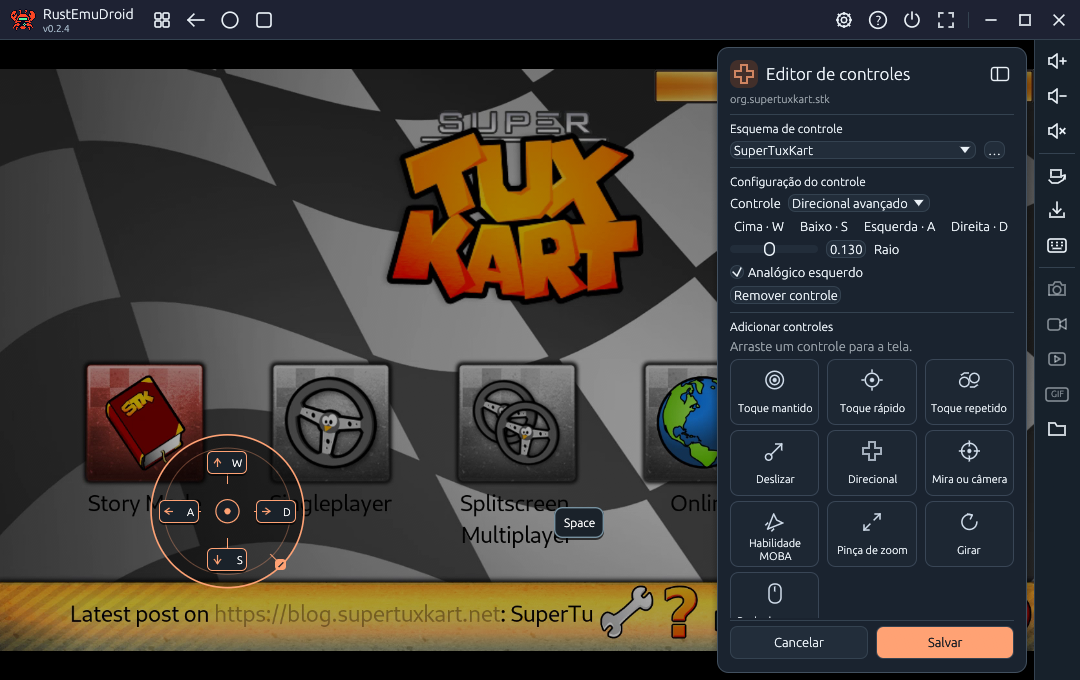 RustEmuDroid
v0.2.4
Editor de controles
org.supertuxkart.stk
Esquema de controle
SuperTuxKart
...
Configuração do controle
Controle Direcional avançado
Cima · W Baixo · S Esquerda · A Direita · D
0.130 Raio
Analógico esquerdo
Remover controle
Adicionar controles
Arraste um controle para a tela.
Toque mantido Toque rápido Toque repetido
Deslizar Direcional Mira ou câmera
Habilidade
MOBA
Pinça de zoom Girar
Cancelar Salvar
GIF
SUPER
TUX
KART
STK
W
A
D
S
Story M
gleplayer
Splitscreen
Multiplayer
Onlin
Space
Latest post on https://blog.supertuxkart.net: SuperTu